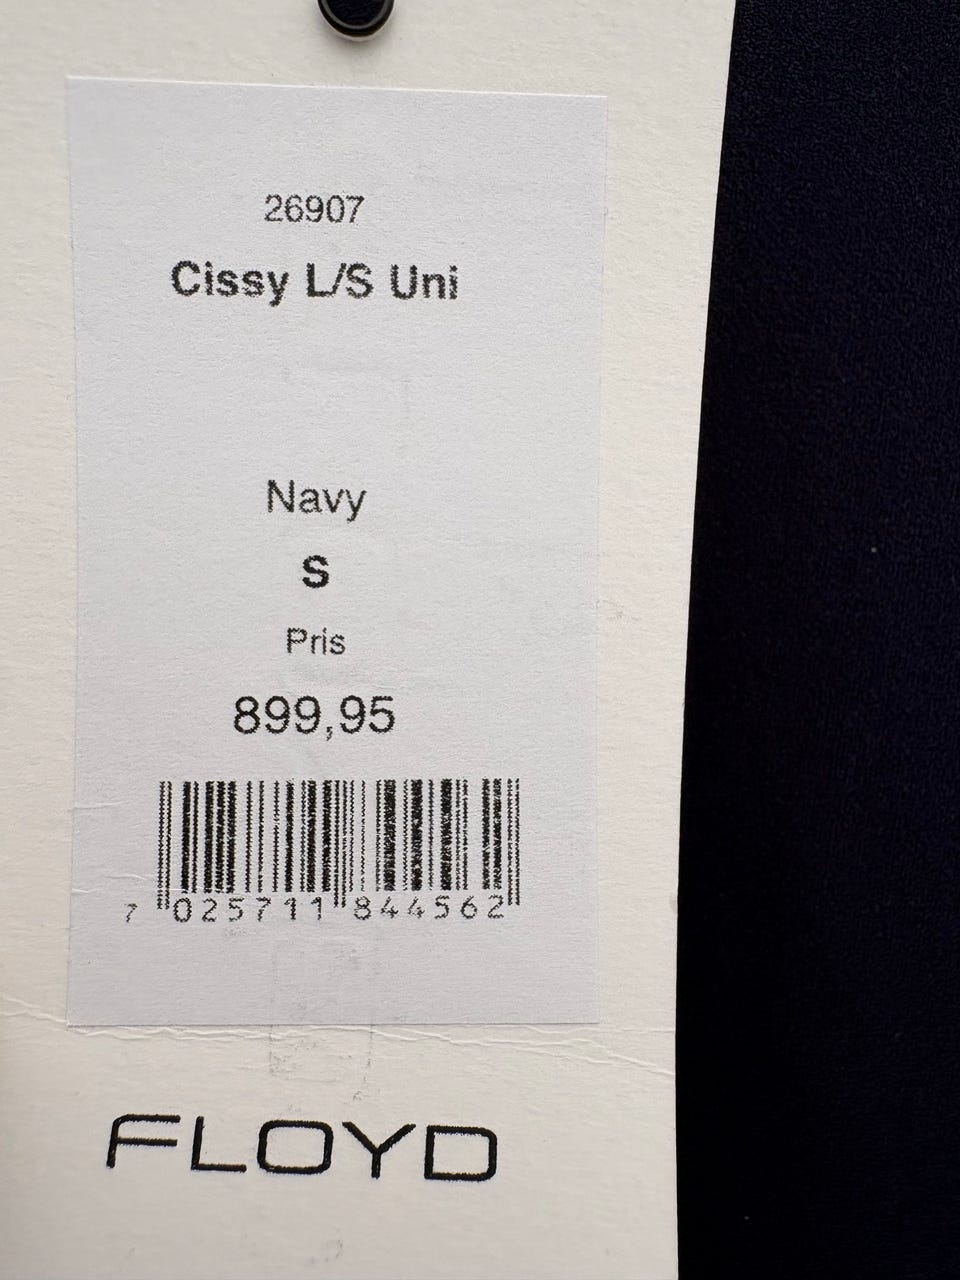 26907
Cissy L/S Uni
Navy
S
Pris
899,95
7 025711 844562
FLOYD